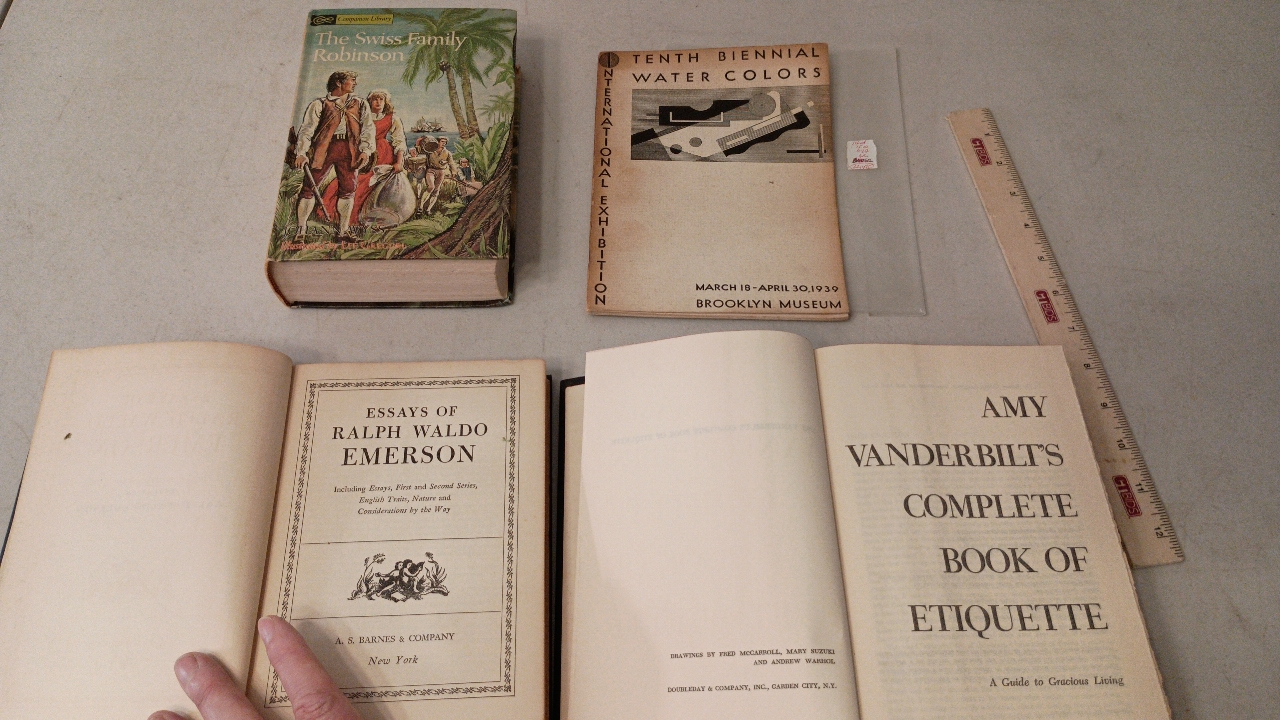 Companion Library
The Swiss Family
Robinson
INTERNATIONAL EXHIBITION
TENTH BIENNIAL
WATER COLORS
MARCH 18-APRIL 30, 1939
BROOKLYN MUSEUM
ESSAYS OF
RALPH WALDO
EMERSON
Including Essays, First and Second Series,
English Traits, Nature and
Considerations by the Way
A. S. BARNES & COMPANY
New York
DRAWINGS BY FRED McCARROLL, MARY SUZUKI
AND ANDREW WARHOL
DOUBLEDAY & COMPANY, INC., GARDEN CITY, N.Y.
AMY
VANDERBILT'S
COMPLETE
BOOK OF
ETIQUETTE
A Guide to Gracious Living